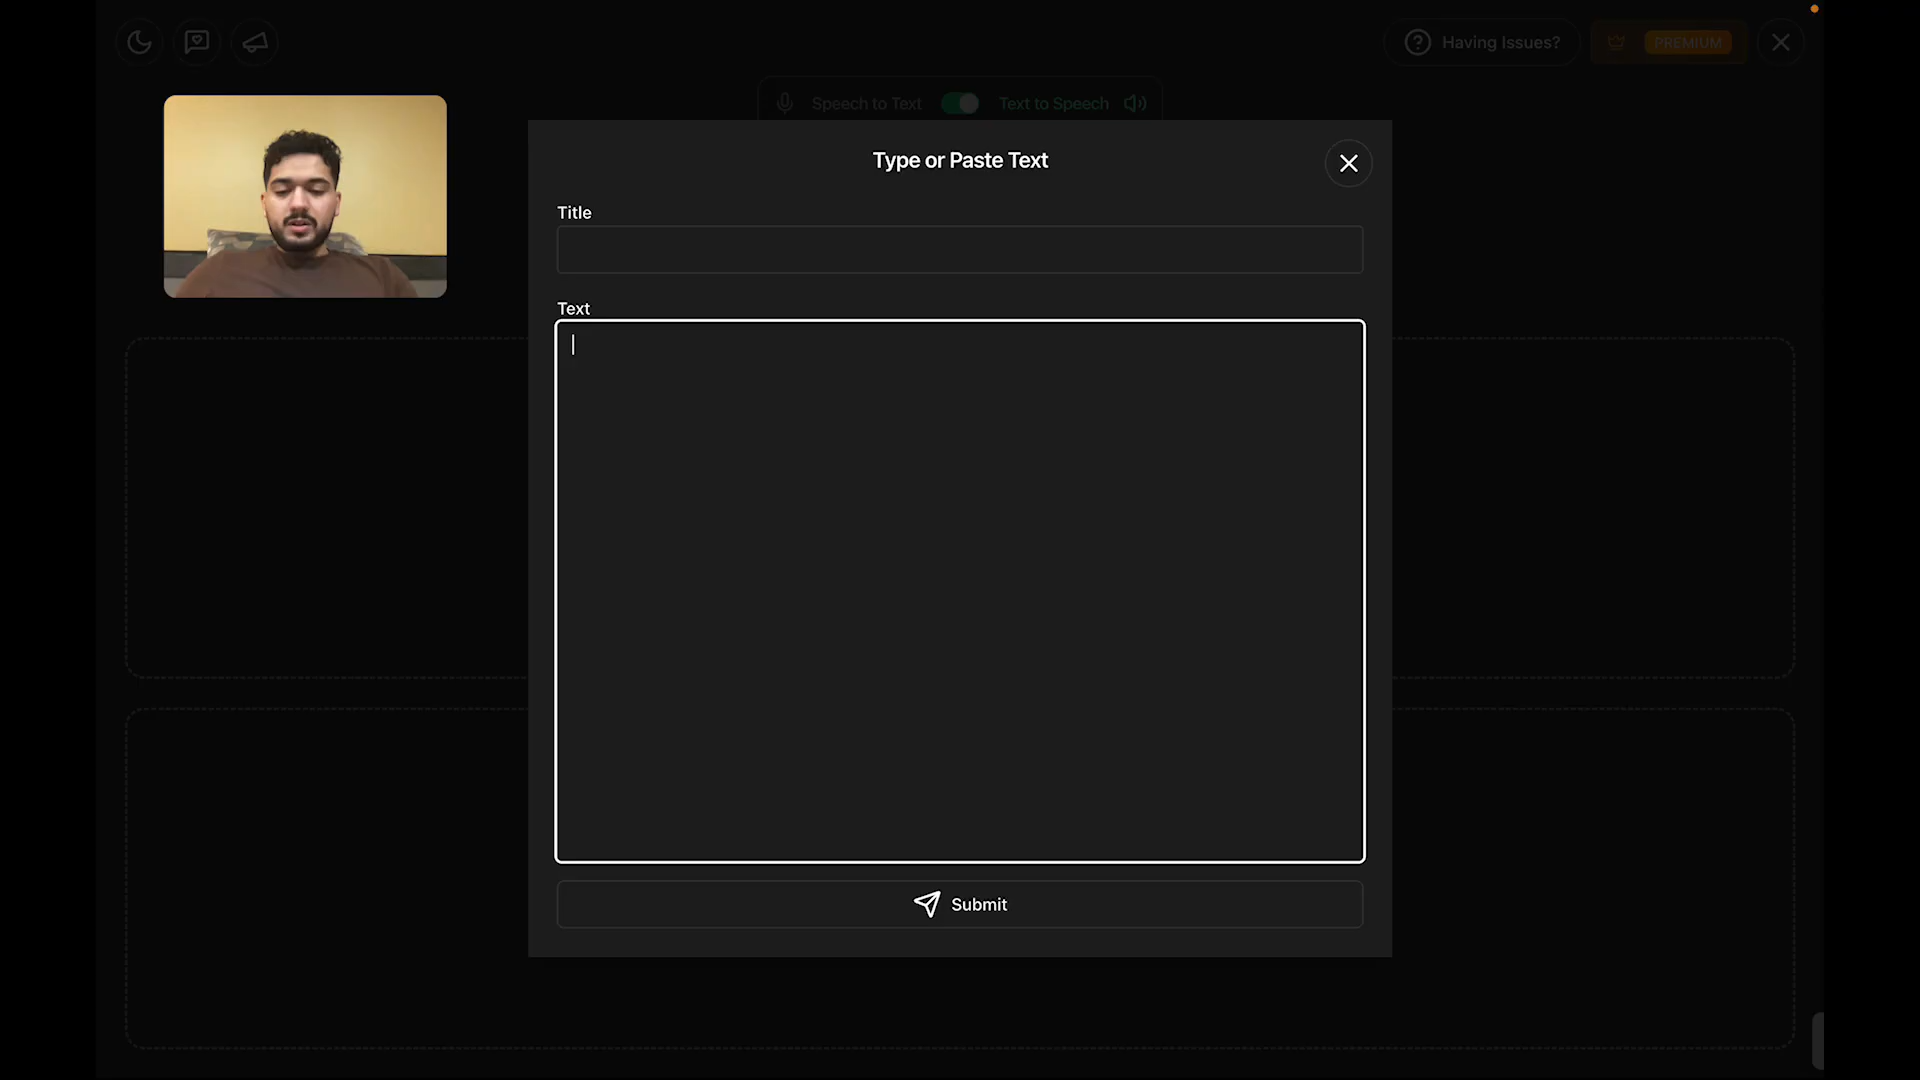 Having Issues?
PREMIUM
Speech to Text
Text to Speech
Type or Paste Text
Title
Text
Submit